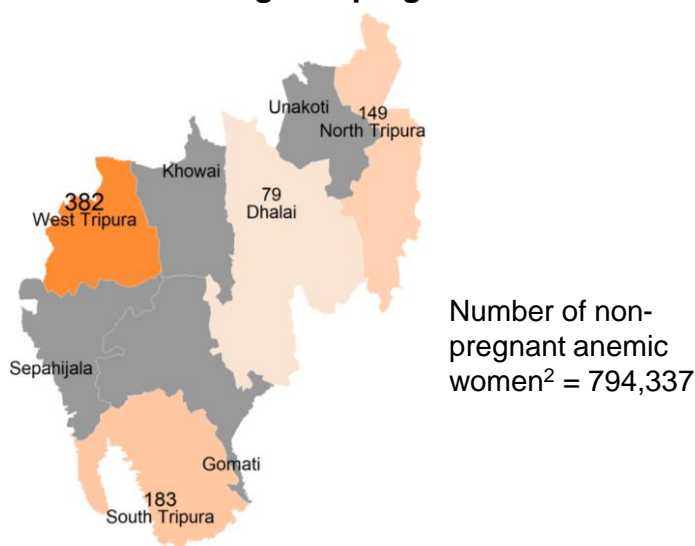 Unakoti
149
North Tripura
Khowai
79
Dhalai
382
West Tripura
Number of non-
pregnant anemic
women² = 794,337
Sepahijala
Gomati
183
South Tripura